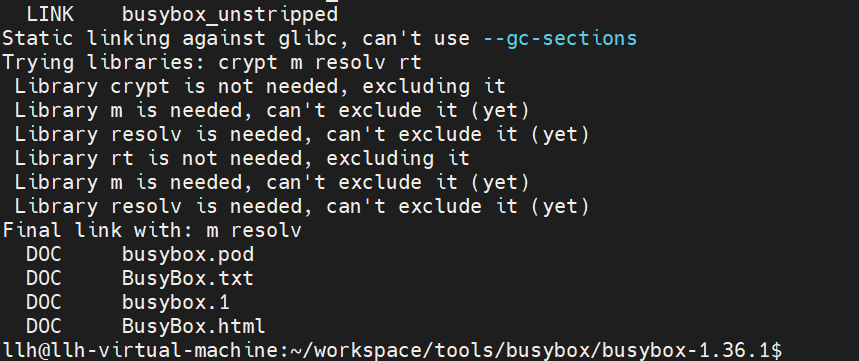 LINK busybox_unstripped
Static linking against glibc, can't use --gc-sections
Trying libraries: crypt m resolv rt
Library crypt is not needed, excluding it
Library m is needed, can't exclude it (yet)
Library resolv is needed, can't exclude it (yet)
Library rt is not needed, excluding it
Library m is needed, can't exclude it (yet)
Library resolv is needed, can't exclude it (yet)
Final link with: m resolv
DOC busybox.pod
DOC BusyBox.txt
DOC busybox.1
DOC BusyBox.html
llh@llh-virtual-machine:~/workspace/tools/busybox/busybox-1.36.1$